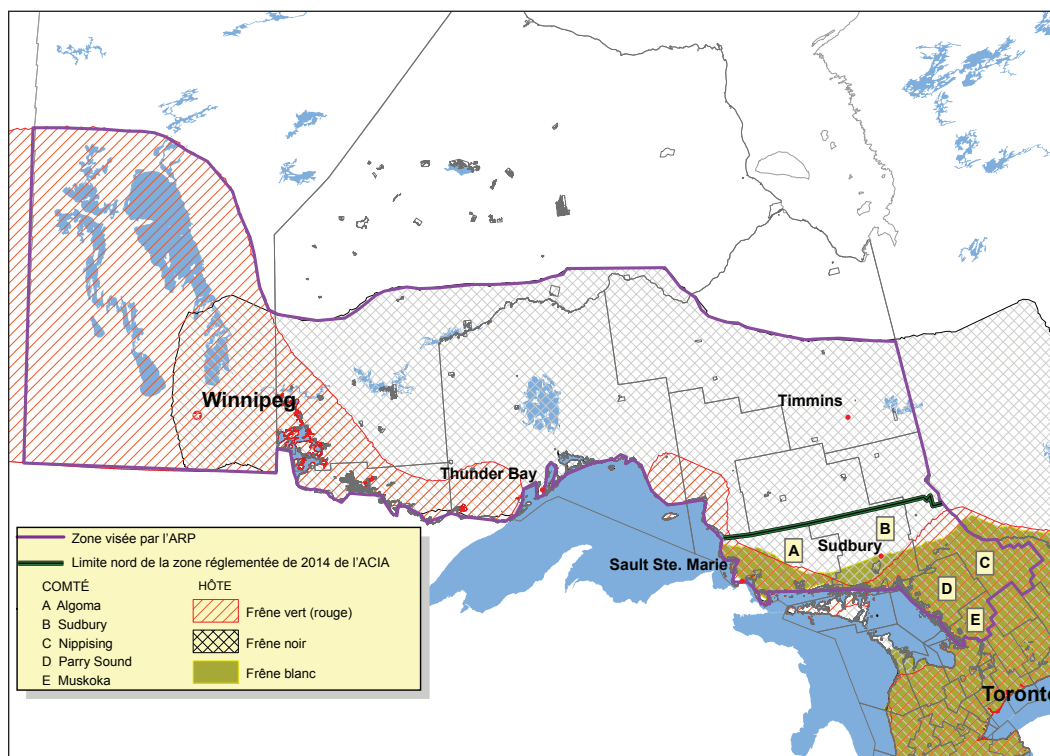 Winnipeg
Timmins
Thunder Bay
B
A
Sudbury
C
Sault Ste. Marie
D
E
Toronto
Zone visée par l'ARP
Limite nord de la zone réglementée de 2014 de l'ACIA
COMTÉ
A Algoma
B Sudbury
C Nippising
D Parry Sound
E Muskoka
HÔTE
Frêne vert (rouge)
Frêne noir
Frêne blanc